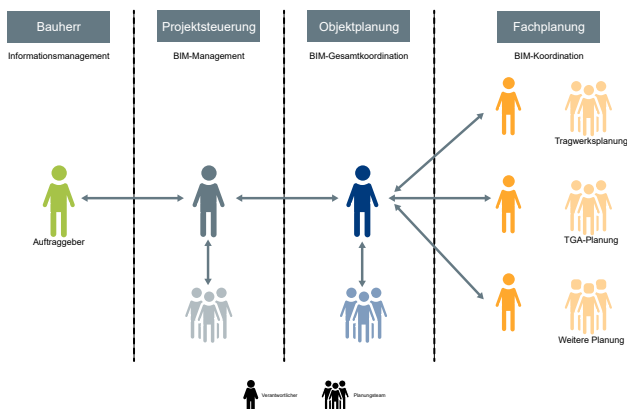 Bauherr
Projektsteuerung
Objektplanung
Fachplanung
Informationsmanagement
BIM-Management
BIM-Gesamtkoordination
BIM-Koordination
Tragwerksplanung
Auftraggeber
TGA-Planung
Weitere Planung
Verantwortlicher
Planungsteam